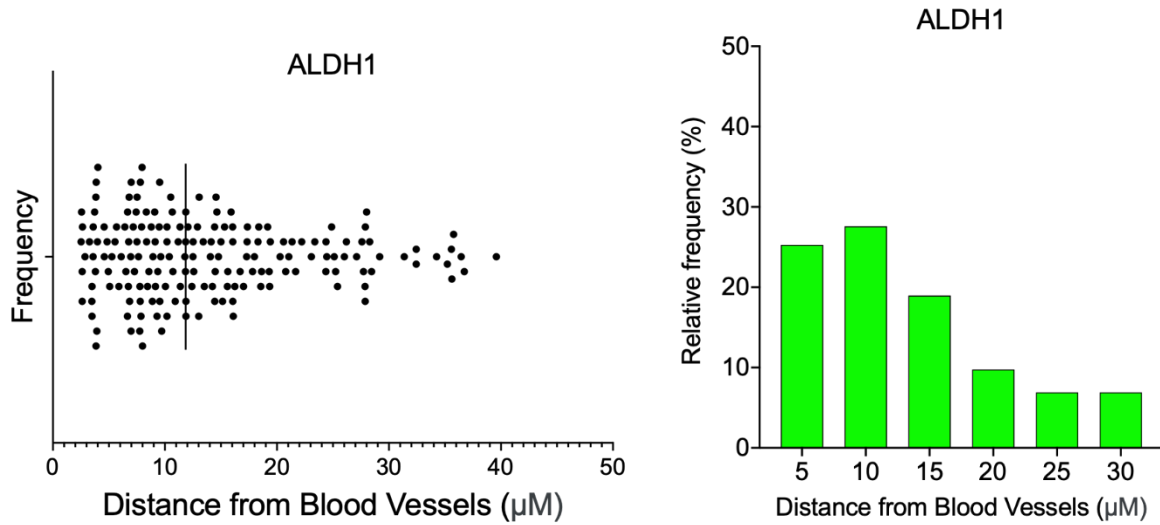 ALDH1
Frequency
0 10 20 30 40 50
Distance from Blood Vessels (µM)
ALDH1
Relative frequency (%)
50
40
30
20
10
0
5 10 15 20 25 30
Distance from Blood Vessels (µM)